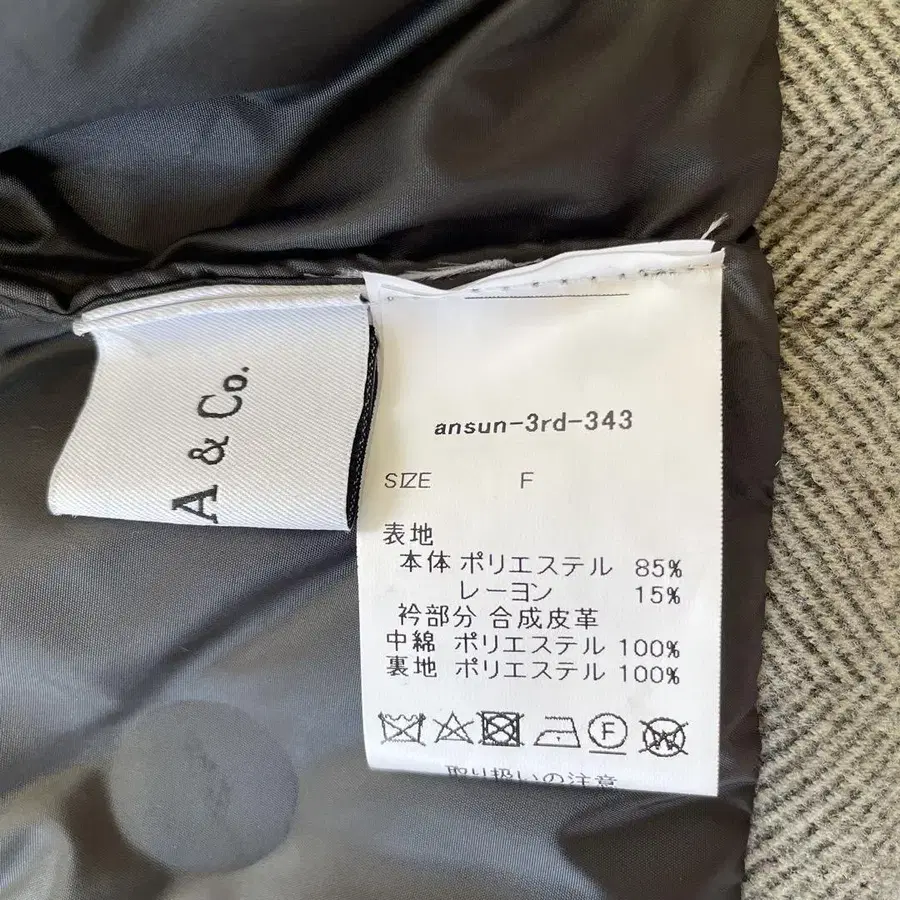 A & Co.
ansun-3rd-343
SIZE F
表地
本体 ポリエステル 85%
レーヨン 15%
衿部分 合成皮革
中綿 ポリエステル 100%
裏地 ポリエステル 100%
F
W
取り扱いの注意